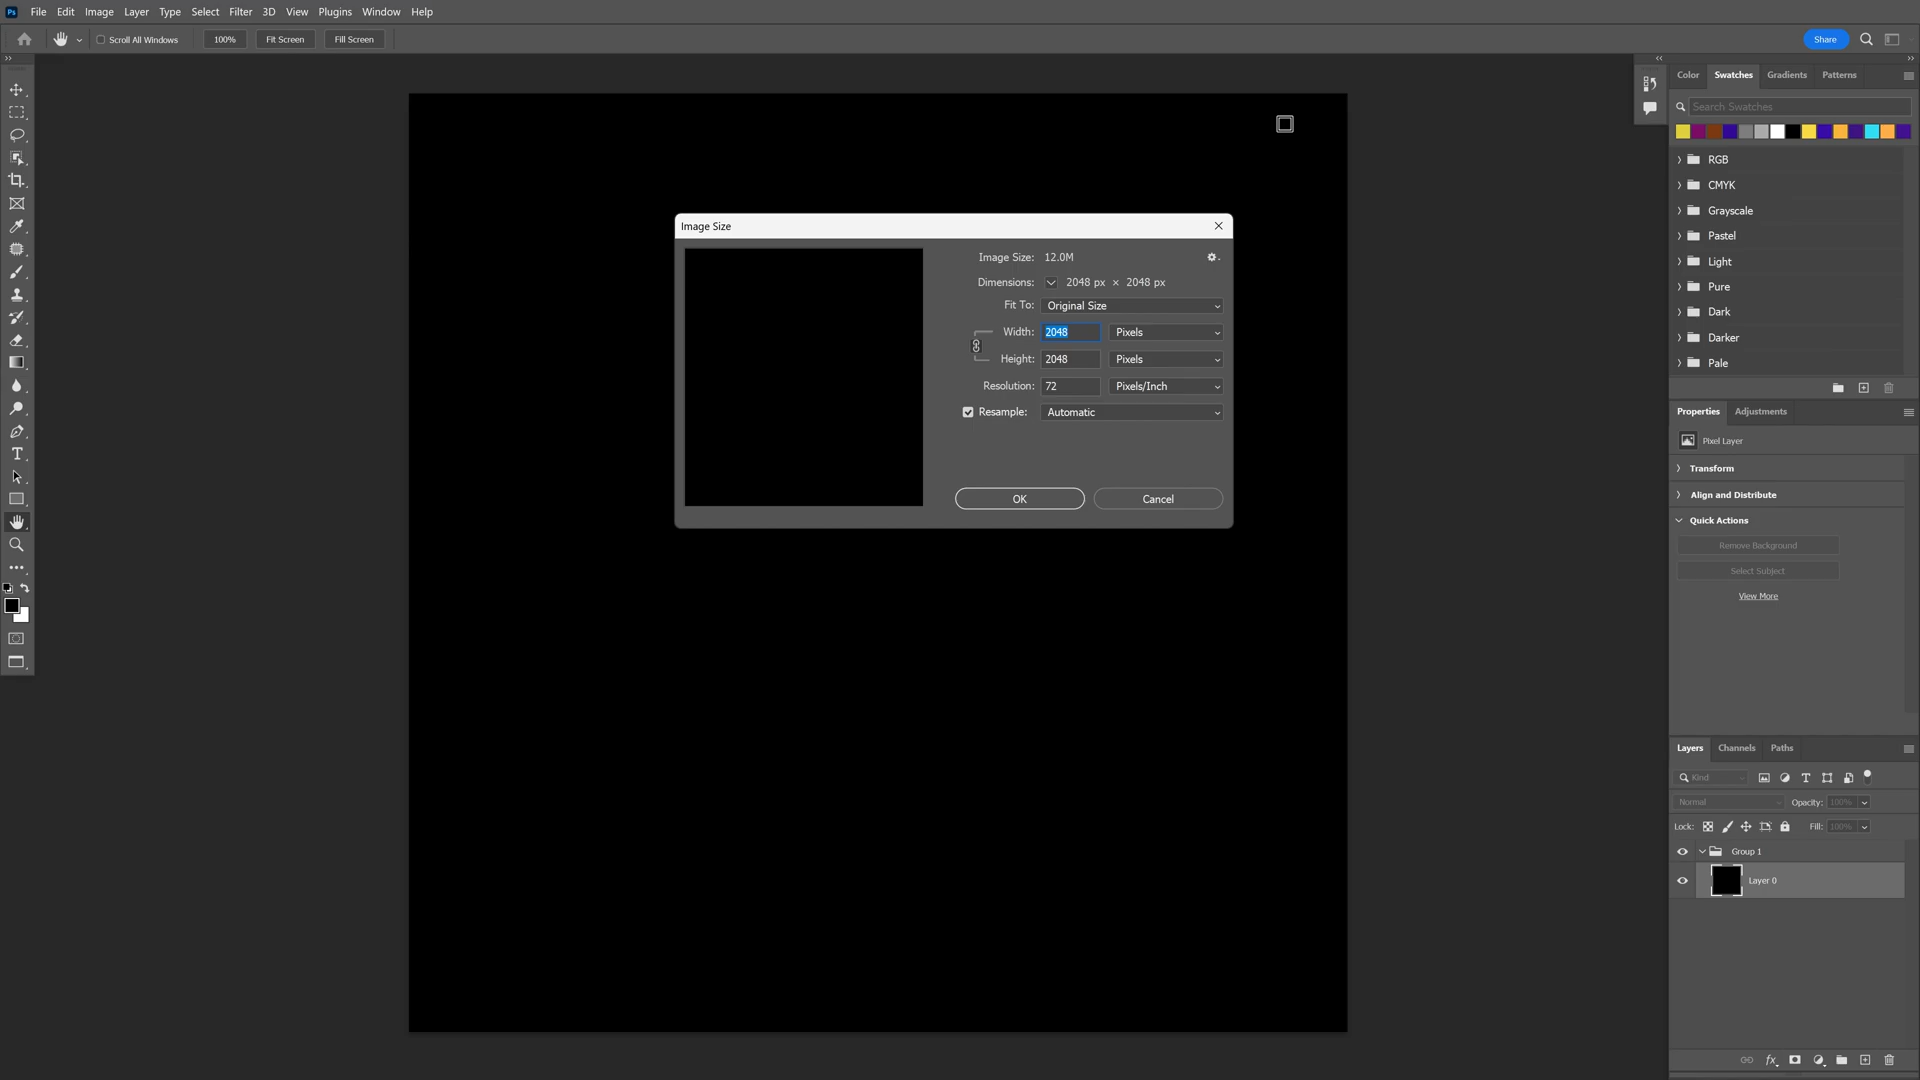 Ps File Edit Image Layer Type Select Filter 3D View Plugins Window Help
Scroll All Windows 100% Fit Screen Fill Screen Share
Color Swatches Gradients Patterns
Search Swatches
RGB
CMYK
Grayscale
Pastel
Light
Pure
Dark
Darker
Pale
Image Size
Image Size: 12.0M
Dimensions: 2048 px × 2048 px
Fit To: Original Size
Width: 2048 Pixels
Height: 2048 Pixels
Resolution: 72 Pixels/Inch
Resample: Automatic
OK Cancel
Properties Adjustments
Pixel Layer
Transform
Align and Distribute
Quick Actions
Remove Background
Select Subject
View More
Layers Channels Paths
Kind
Normal Opacity: 100%
Lock: Fill: 100%
Group 1
Layer 0
fx